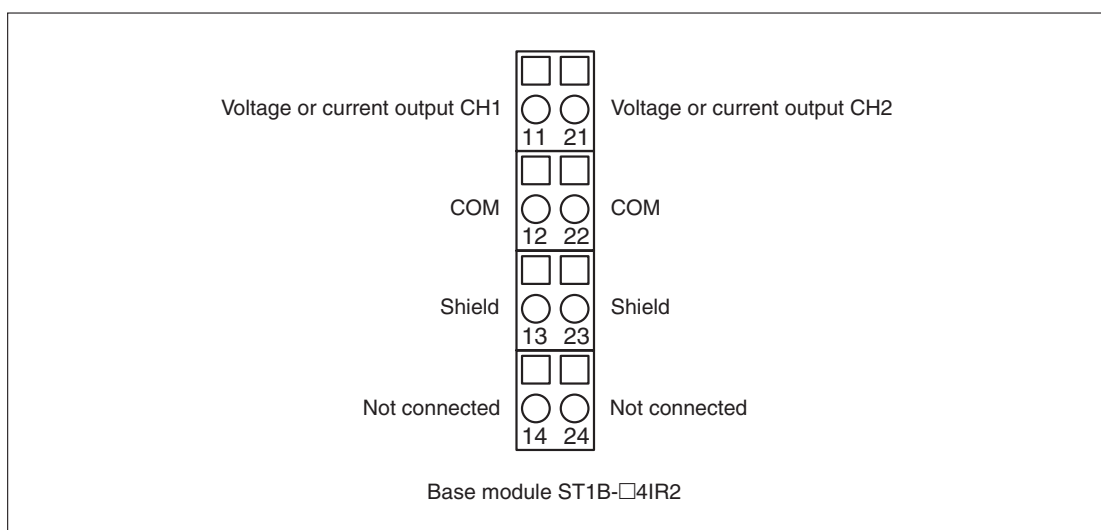 Voltage or current output CH1 Voltage or current output CH2
11 21
COM COM
12 22
Shield Shield
13 23
Not connected Not connected
14 24
Base module ST1B-□4IR2